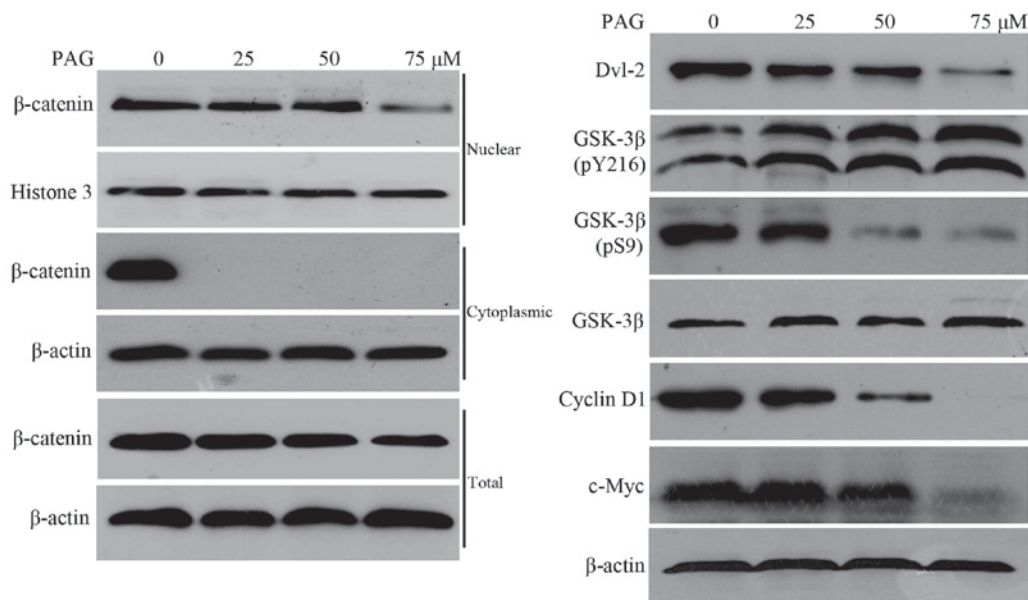 PAG 0 25 50 75 μM
β-catenin
Histone 3
Nuclear
β-catenin
β-actin
Cytoplasmic
β-catenin
β-actin
Total
PAG 0 25 50 75 μM
Dvl-2
GSK-3β
(pY216)
GSK-3β
(pS9)
GSK-3β
Cyclin D1
c-Myc
β-actin